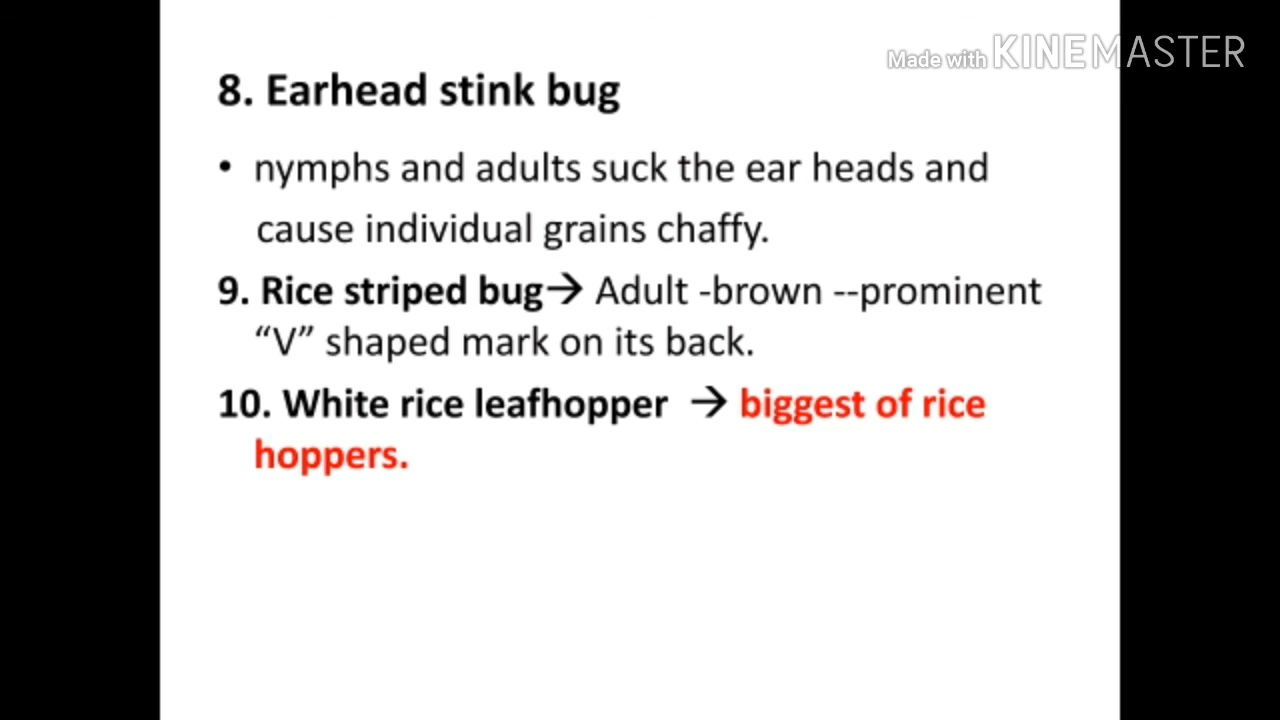 Made with KINEMASTER
8. Earhead stink bug
• nymphs and adults suck the ear heads and
cause individual grains chaffy.
9. Rice striped bug→ Adult -brown --prominent
“V” shaped mark on its back.
10. White rice leafhopper → biggest of rice
hoppers.